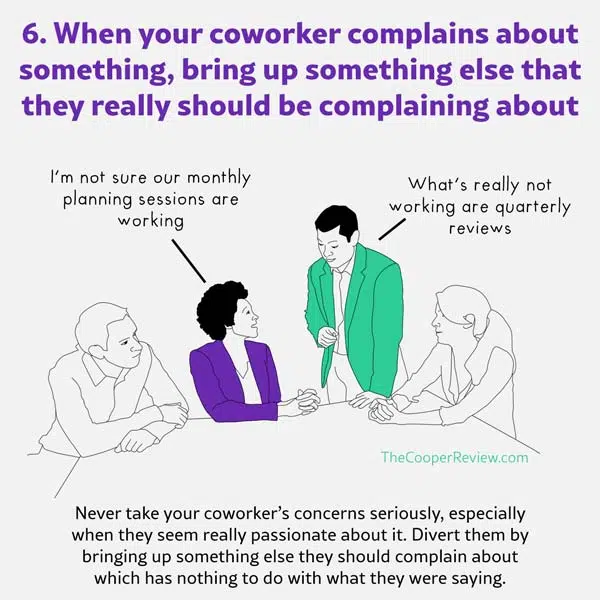 6. When your coworker complains about
something, bring up something else that
they really should be complaining about
I'm not sure our monthly
planning sessions are
working
What's really not
working are quarterly
reviews
TheCooperReview.com
Never take your coworker's concerns seriously, especially
when they seem really passionate about it. Divert them by
bringing up something else they should complain about
which has nothing to do with what they were saying.